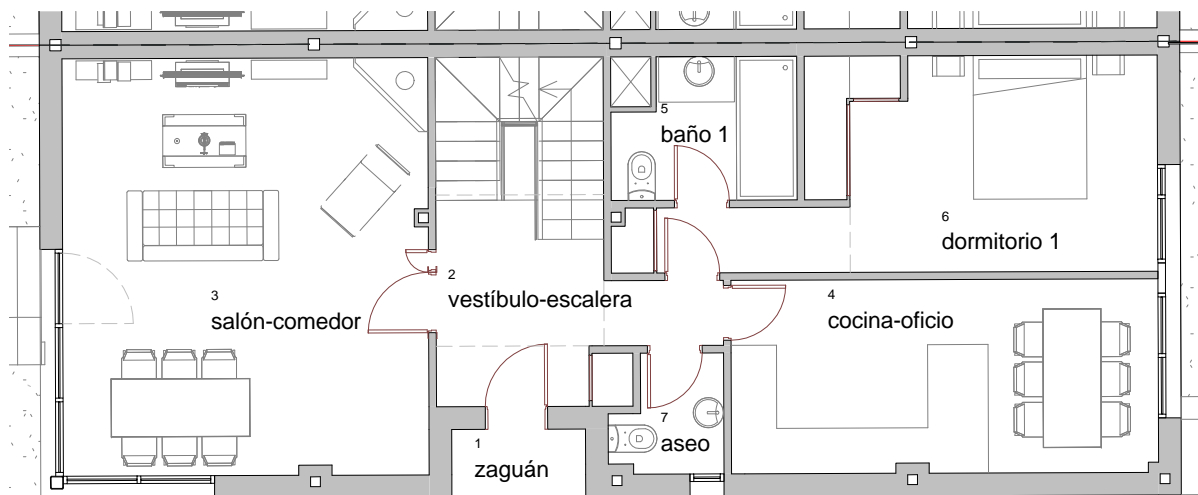 5
baño 1
6
dormitorio 1
2
vestíbulo-escalera
3
salón-comedor
4
cocina-oficio
7
aseo
1
zaguán